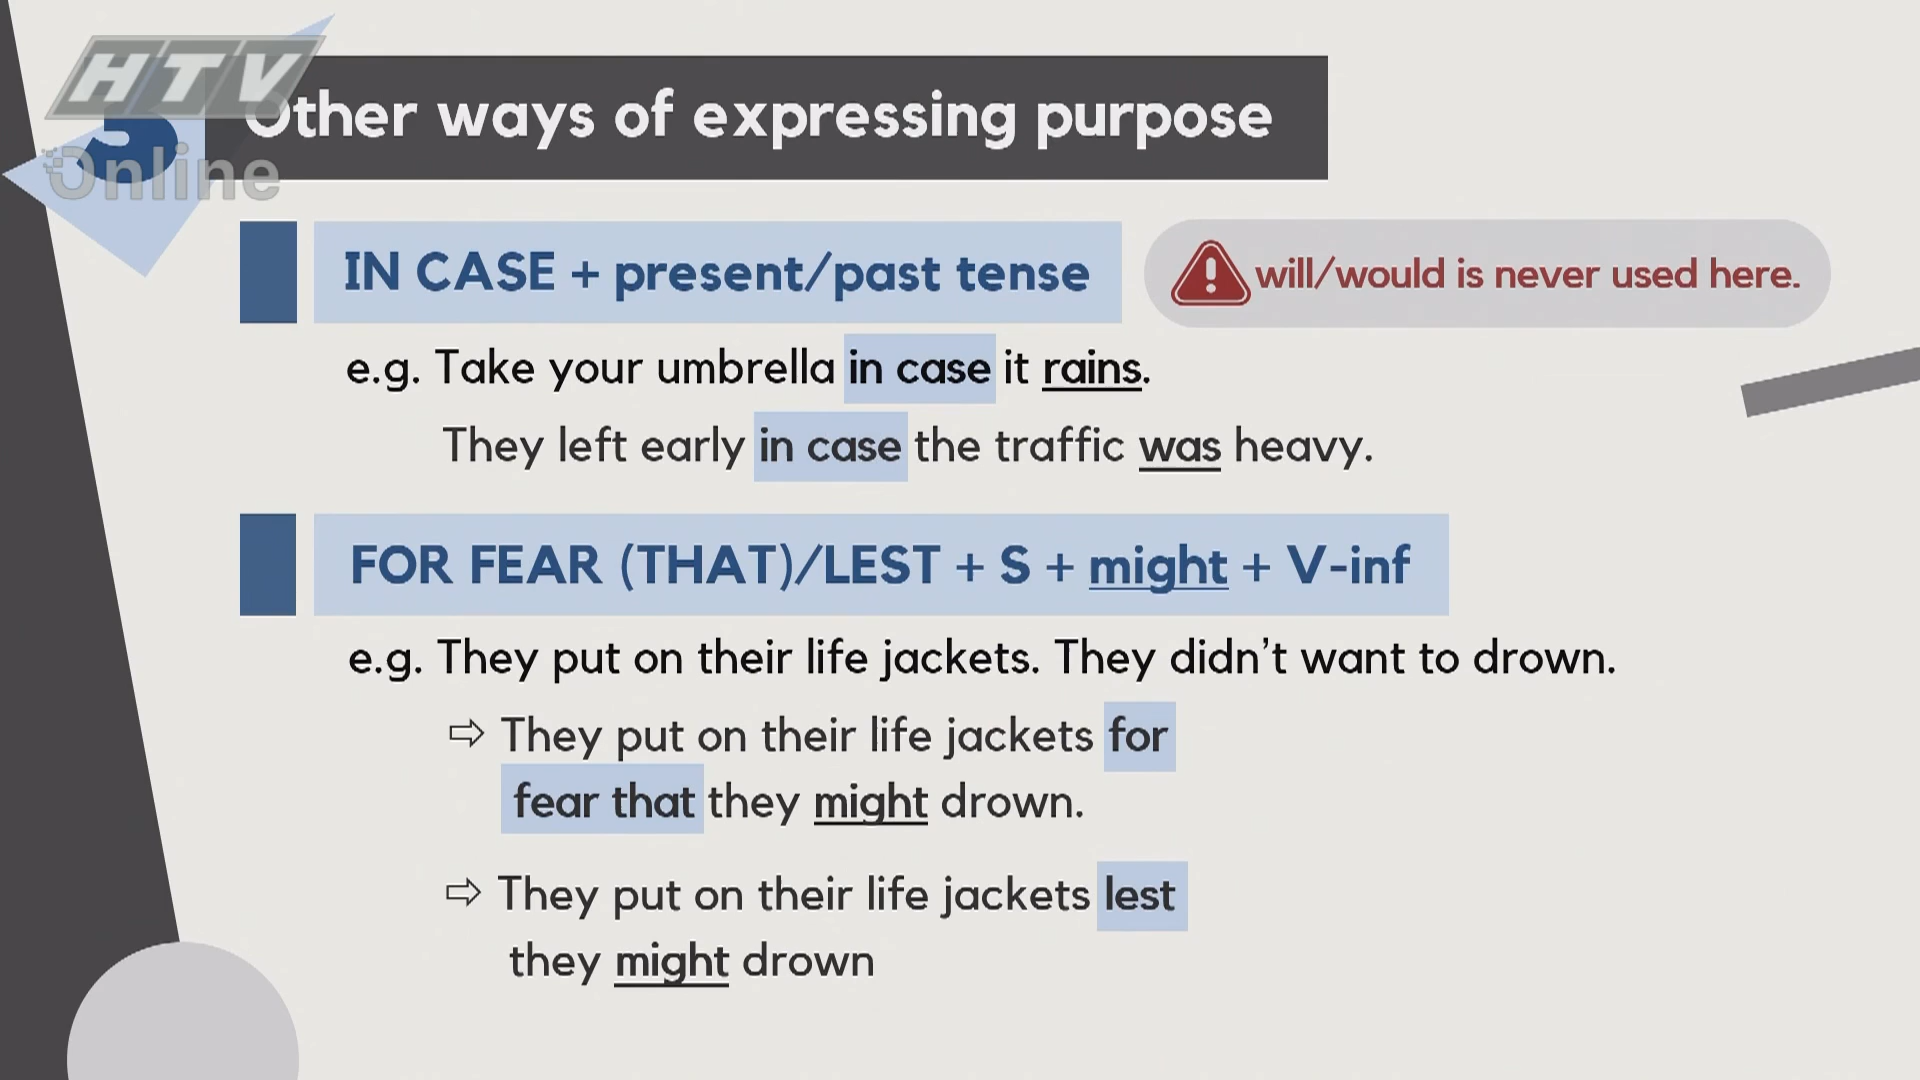 HTV
Online
3
Other ways of expressing purpose
IN CASE + present/past tense
will/would is never used here.
e.g. Take your umbrella in case it rains.
They left early in case the traffic was heavy.
FOR FEAR (THAT)/LEST + S + might + V-inf
e.g. They put on their life jackets. They didn’t want to drown.
⇨ They put on their life jackets for
fear that they might drown.
⇨ They put on their life jackets lest
they might drown